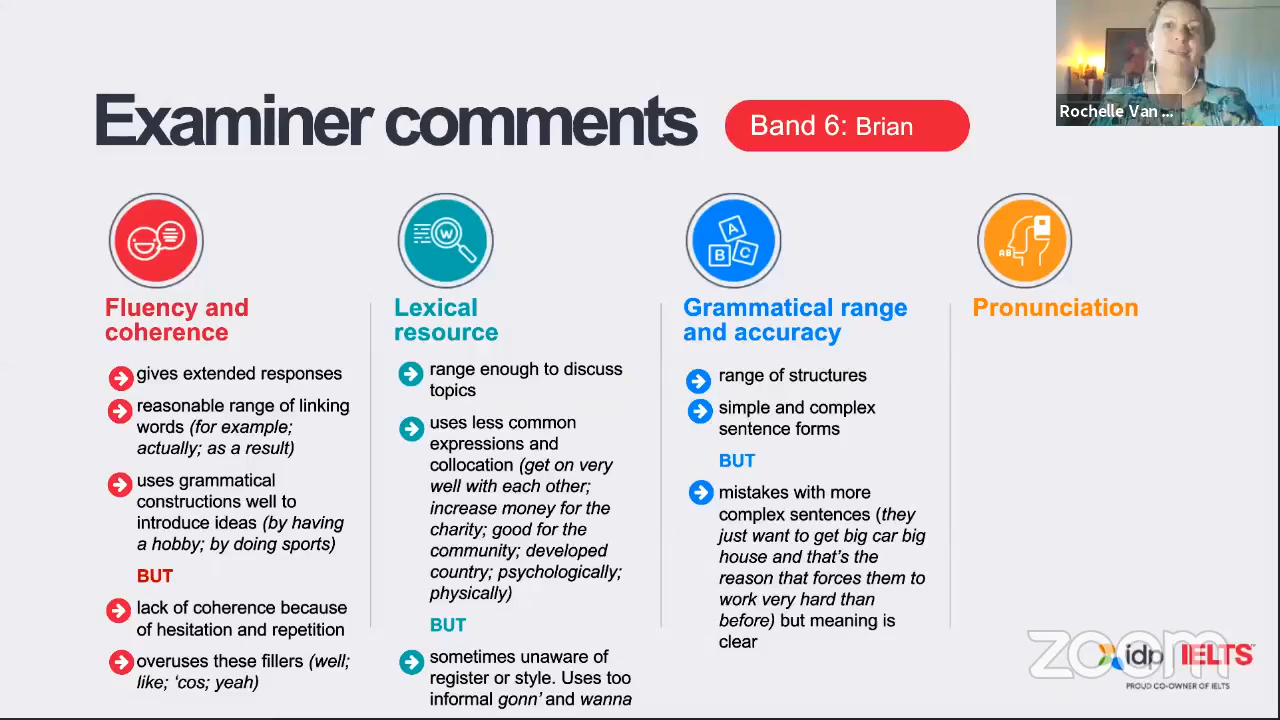 Examiner comments
Band 6: Brian
Rochelle Van ...
Fluency and
coherence
gives extended responses
reasonable range of linking
words (for example;
actually; as a result)
uses grammatical
constructions well to
introduce ideas (by having
a hobby; by doing sports)
BUT
lack of coherence because
of hesitation and repetition
overuses these fillers (well;
like; ‘cos; yeah)
W
Lexical
resource
range enough to discuss
topics
uses less common
expressions and
collocation (get on very
well with each other;
increase money for the
charity; good for the
community; developed
country; psychologically;
physically)
BUT
sometimes unaware of
register or style. Uses too
informal gonn’ and wanna
A
B C
Grammatical range
and accuracy
range of structures
simple and complex
sentence forms
BUT
mistakes with more
complex sentences (they
just want to get big car big
house and that’s the
reason that forces them to
work very hard than
before) but meaning is
clear
AB
Pronunciation
zoom
idp IELTS
PROUD CO-OWNER OF IELTS